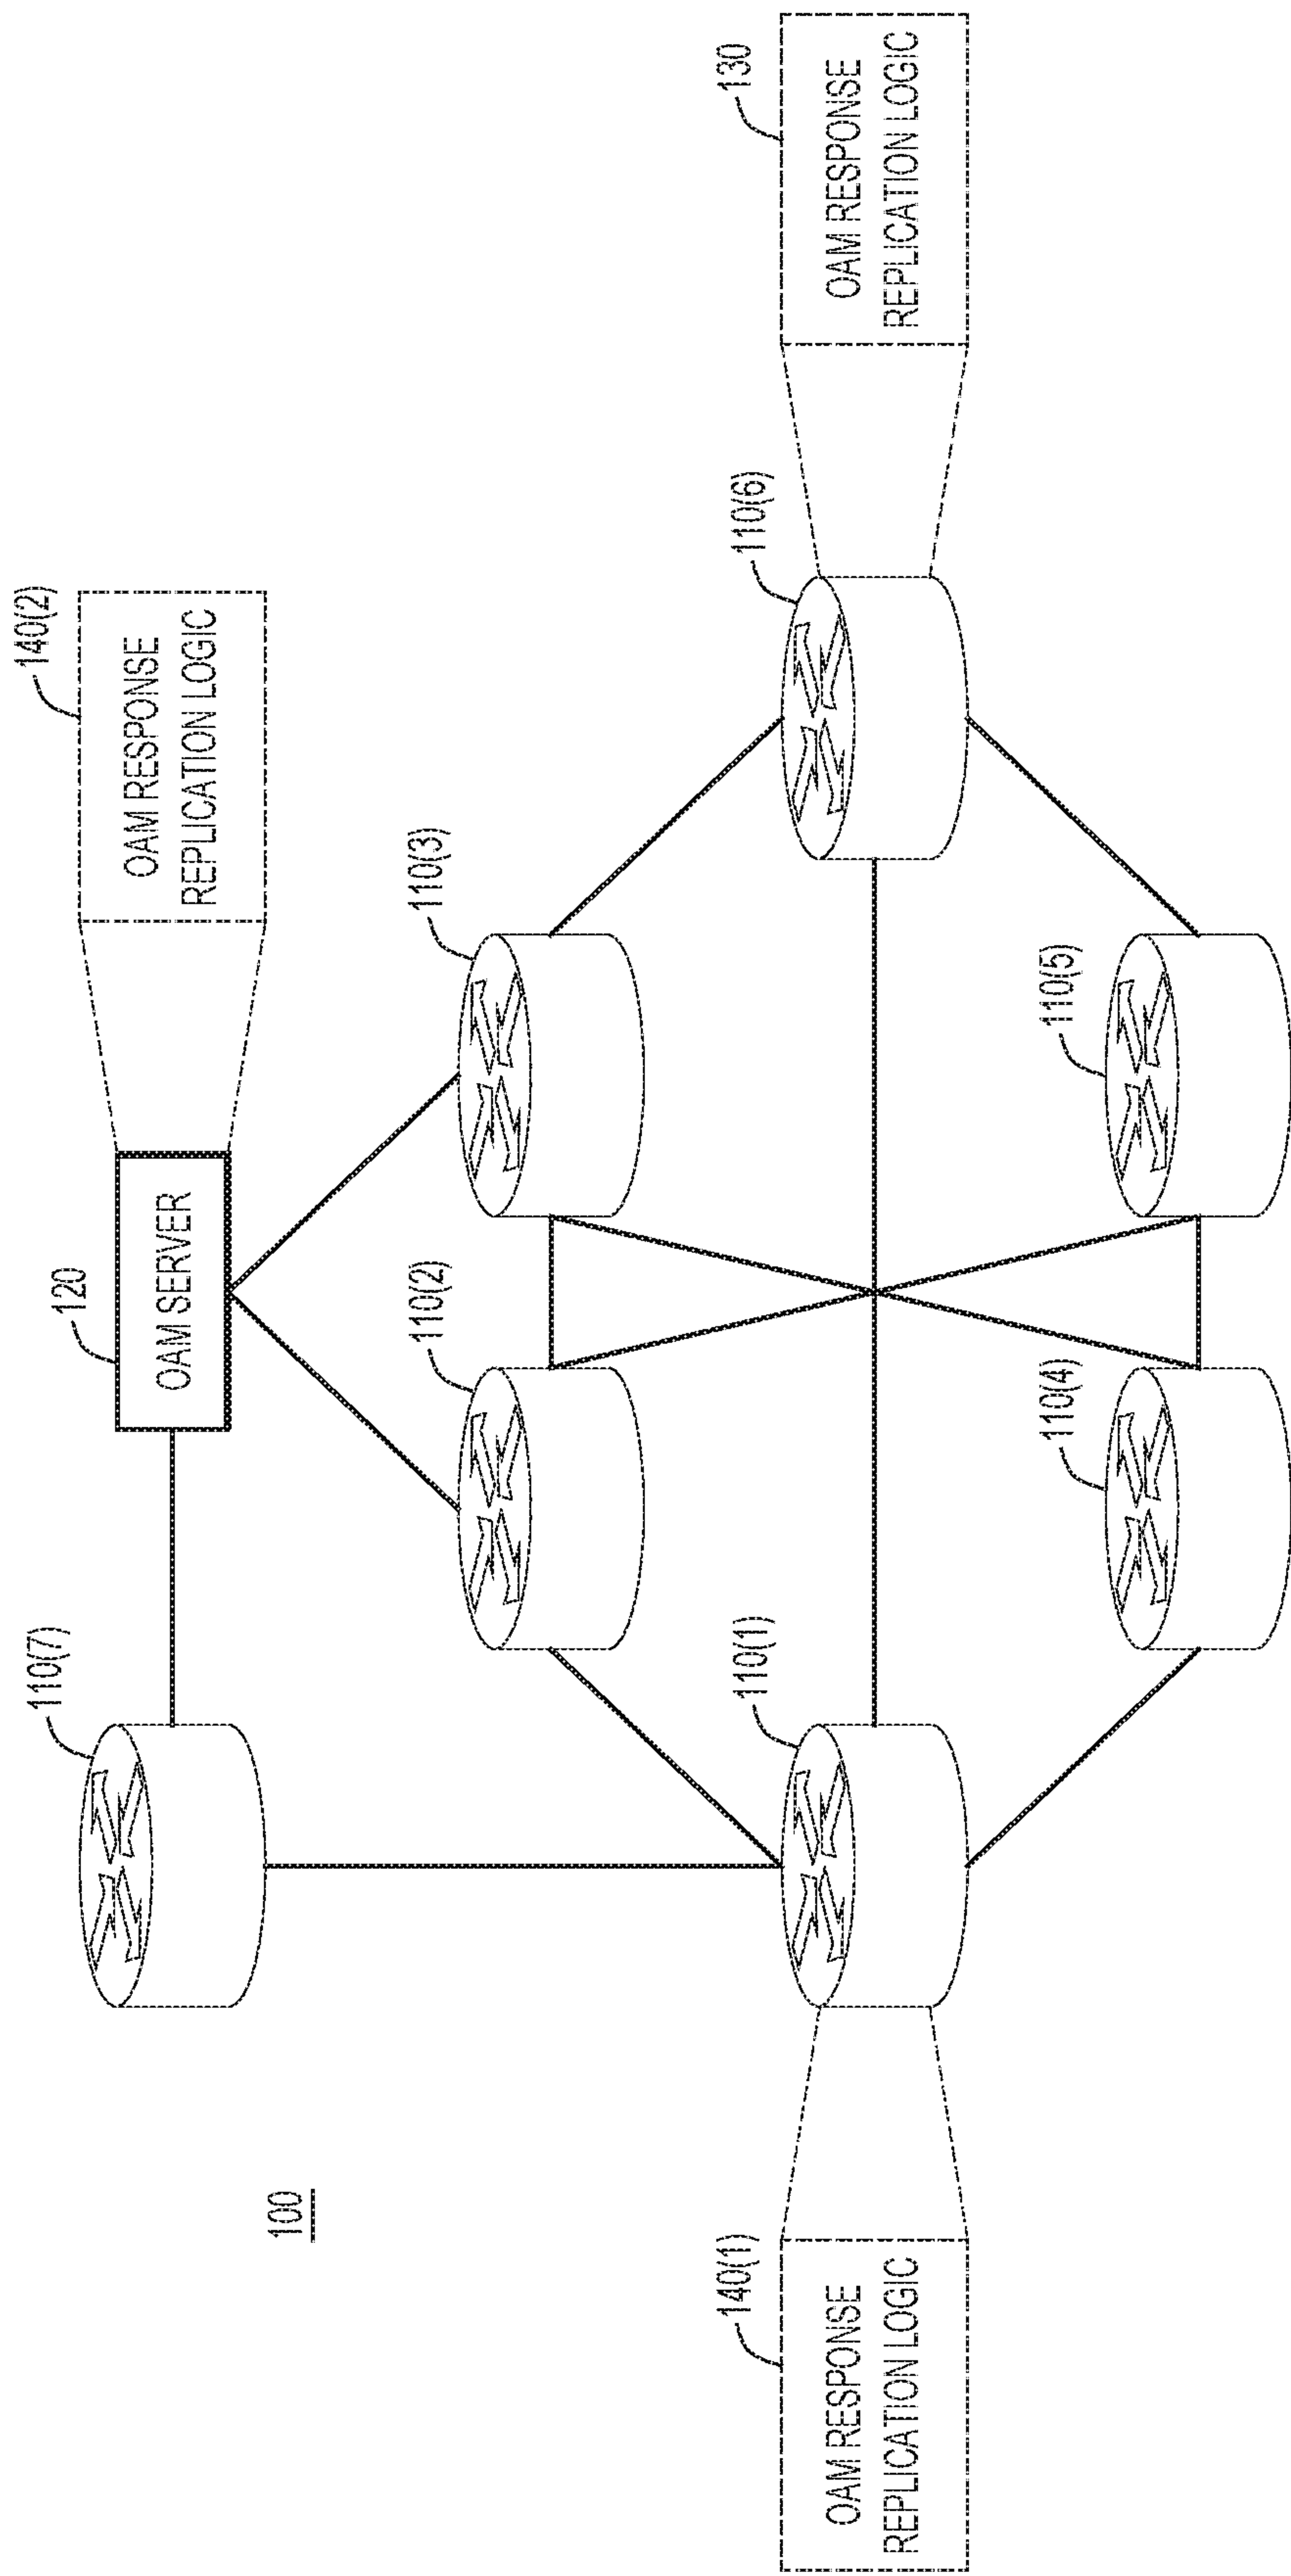 140(2)
OAM RESPONSE
REPLICATION LOGIC
120
OAM SERVER
110(7)
110(3)
110(2)
100
130
OAM RESPONSE
REPLICATION LOGIC
110(6)
110(1)
140(1)
OAM RESPONSE
REPLICATION LOGIC
110(5)
110(4)